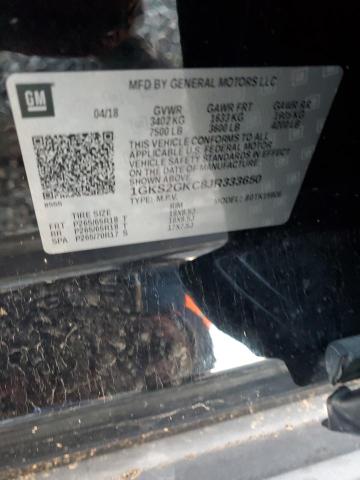 GM
MFD BY GENERAL MOTORS LLC
04/18 GVWR GAWR FRT GAWR RR
3402 KG 1633 KG 1905 KG
7500 LB 3600 LB 4200 LB
THIS VEHICLE CONFORMS TO ALL
APPLICABLE U.S. FEDERAL MOTOR
VEHICLE SAFETY STANDARDS IN
EFFECT ON THE DATE OF
MANUFACTURE SHOWN ABOVE.
1GKS2GKC8JR333650
TYPE: M.P.V. MODEL:
TIRE SIZE RIM
FRT P265/65R18 T 18X8.5J
RR P265/65R18 T 18X8.5J
SPA P265/70R17 S 17X7.5J